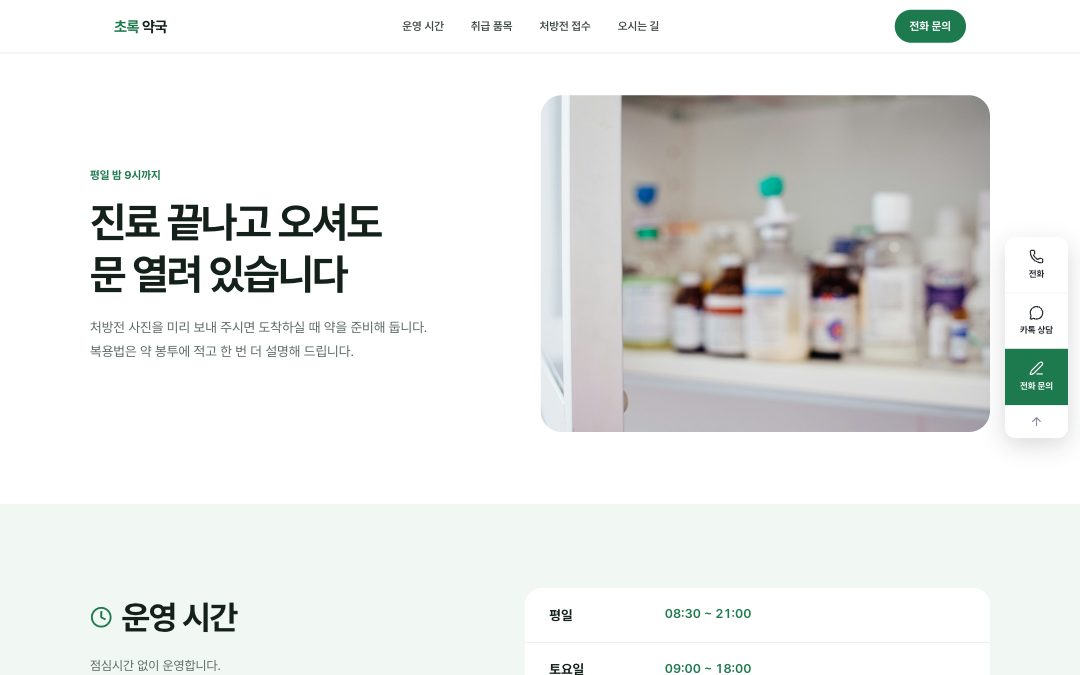 초록 약국
운영 시간
취급 품목
처방전 접수
오시는 길
전화 문의
평일 밤 9시까지
진료 끝나고 오셔도
문 열려 있습니다
처방전 사진을 미리 보내 주시면 도착하실 때 약을 준비해 둡니다.
복용법은 약 봉투에 적고 한 번 더 설명해 드립니다.
전화
카톡 상담
전화 문의
운영 시간
점심시간 없이 운영합니다.
평일 08:30 ~ 21:00
토요일 09:00 ~ 18:00